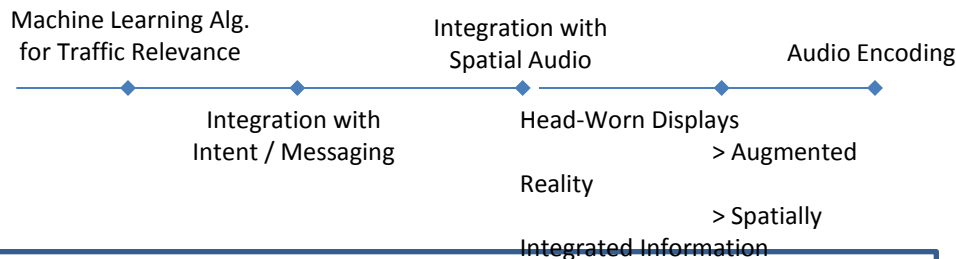 Machine Learning Alg.
for Traffic Relevance
Integration with
Intent / Messaging
Integration with
Spatial Audio
Head-Worn Displays
> Augmented
Reality
> Spatially
Integrated Information
Audio Encoding